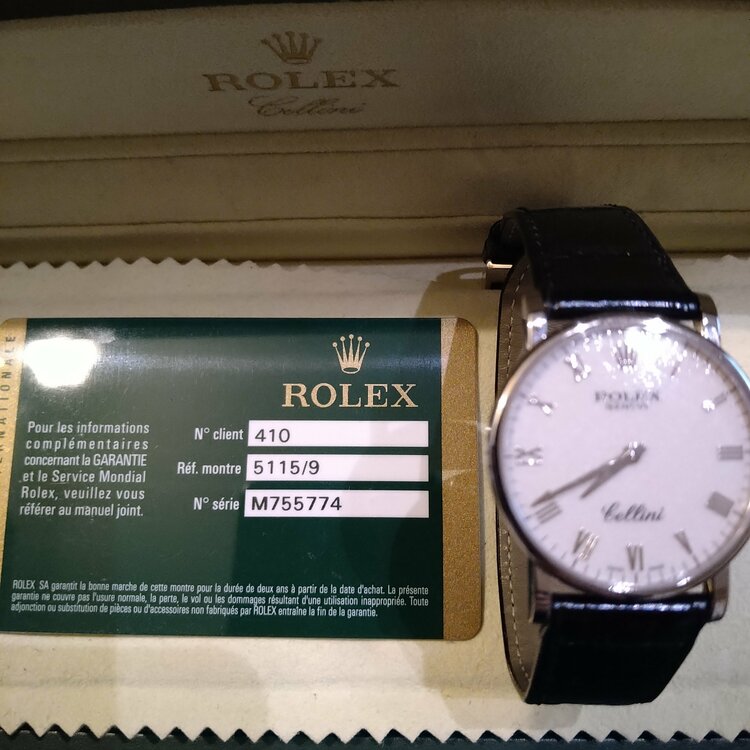 ROLEX
Cellini
ROLEX
Pour les informations
complémentaires
concernant la GARANTIE
et le Service Mondial
Rolex, veuillez vous
référer au manuel joint.
N° client 410
Réf. montre 5115/9
N° série M755774
ROLEX SA garantit la bonne marche de cette montre pour la durée de deux ans à partir de la date d'achat. La présente
garantie ne couvre pas l'usure normale, la perte, le vol ou les dommages résultant d'une utilisation inappropriée. Toute
adjonction ou substitution de pièces ou d'accessoires non fabriqués par ROLEX entraîne la fin de la garantie.
ROLEX
GENEVE
Cellini
VI
VII
VIII